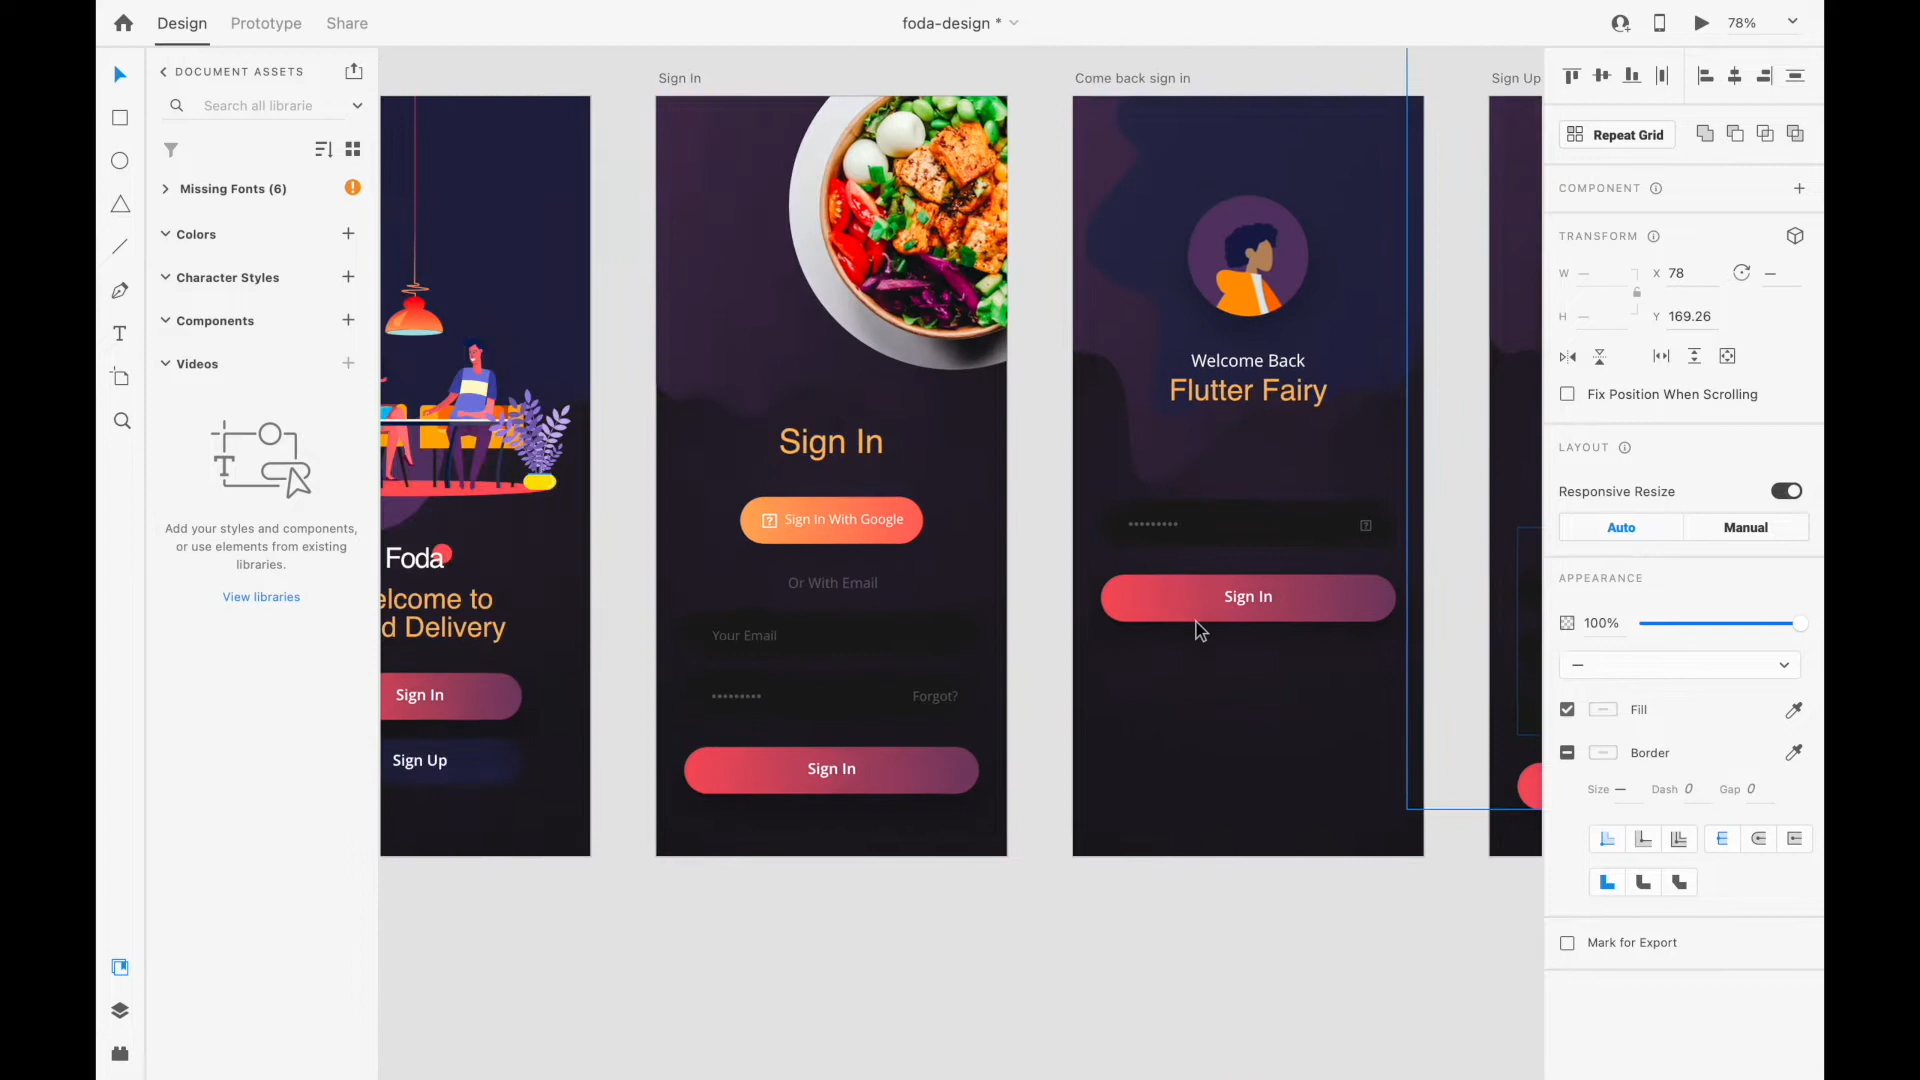 Design
Prototype
Share
foda-design *
78%
DOCUMENT ASSETS
Search all librarie
Missing Fonts (6)
Colors
Character Styles
Components
Videos
Add your styles and components,
or use elements from existing
libraries.
View libraries
Foda
elcome to
d Delivery
Sign In
Sign Up
Sign In
Sign In
Sign In With Google
Or With Email
Your Email
•••••••••
Forgot?
Sign In
Come back sign in
Welcome Back
Flutter Fairy
•••••••••
Sign In
Sign Up
Repeat Grid
COMPONENT
TRANSFORM
W —
X 78
—
H —
Y 169.26
Fix Position When Scrolling
LAYOUT
Responsive Resize
Auto
Manual
APPEARANCE
100%
—
Fill
Border
Size —
Dash 0
Gap 0
Mark for Export